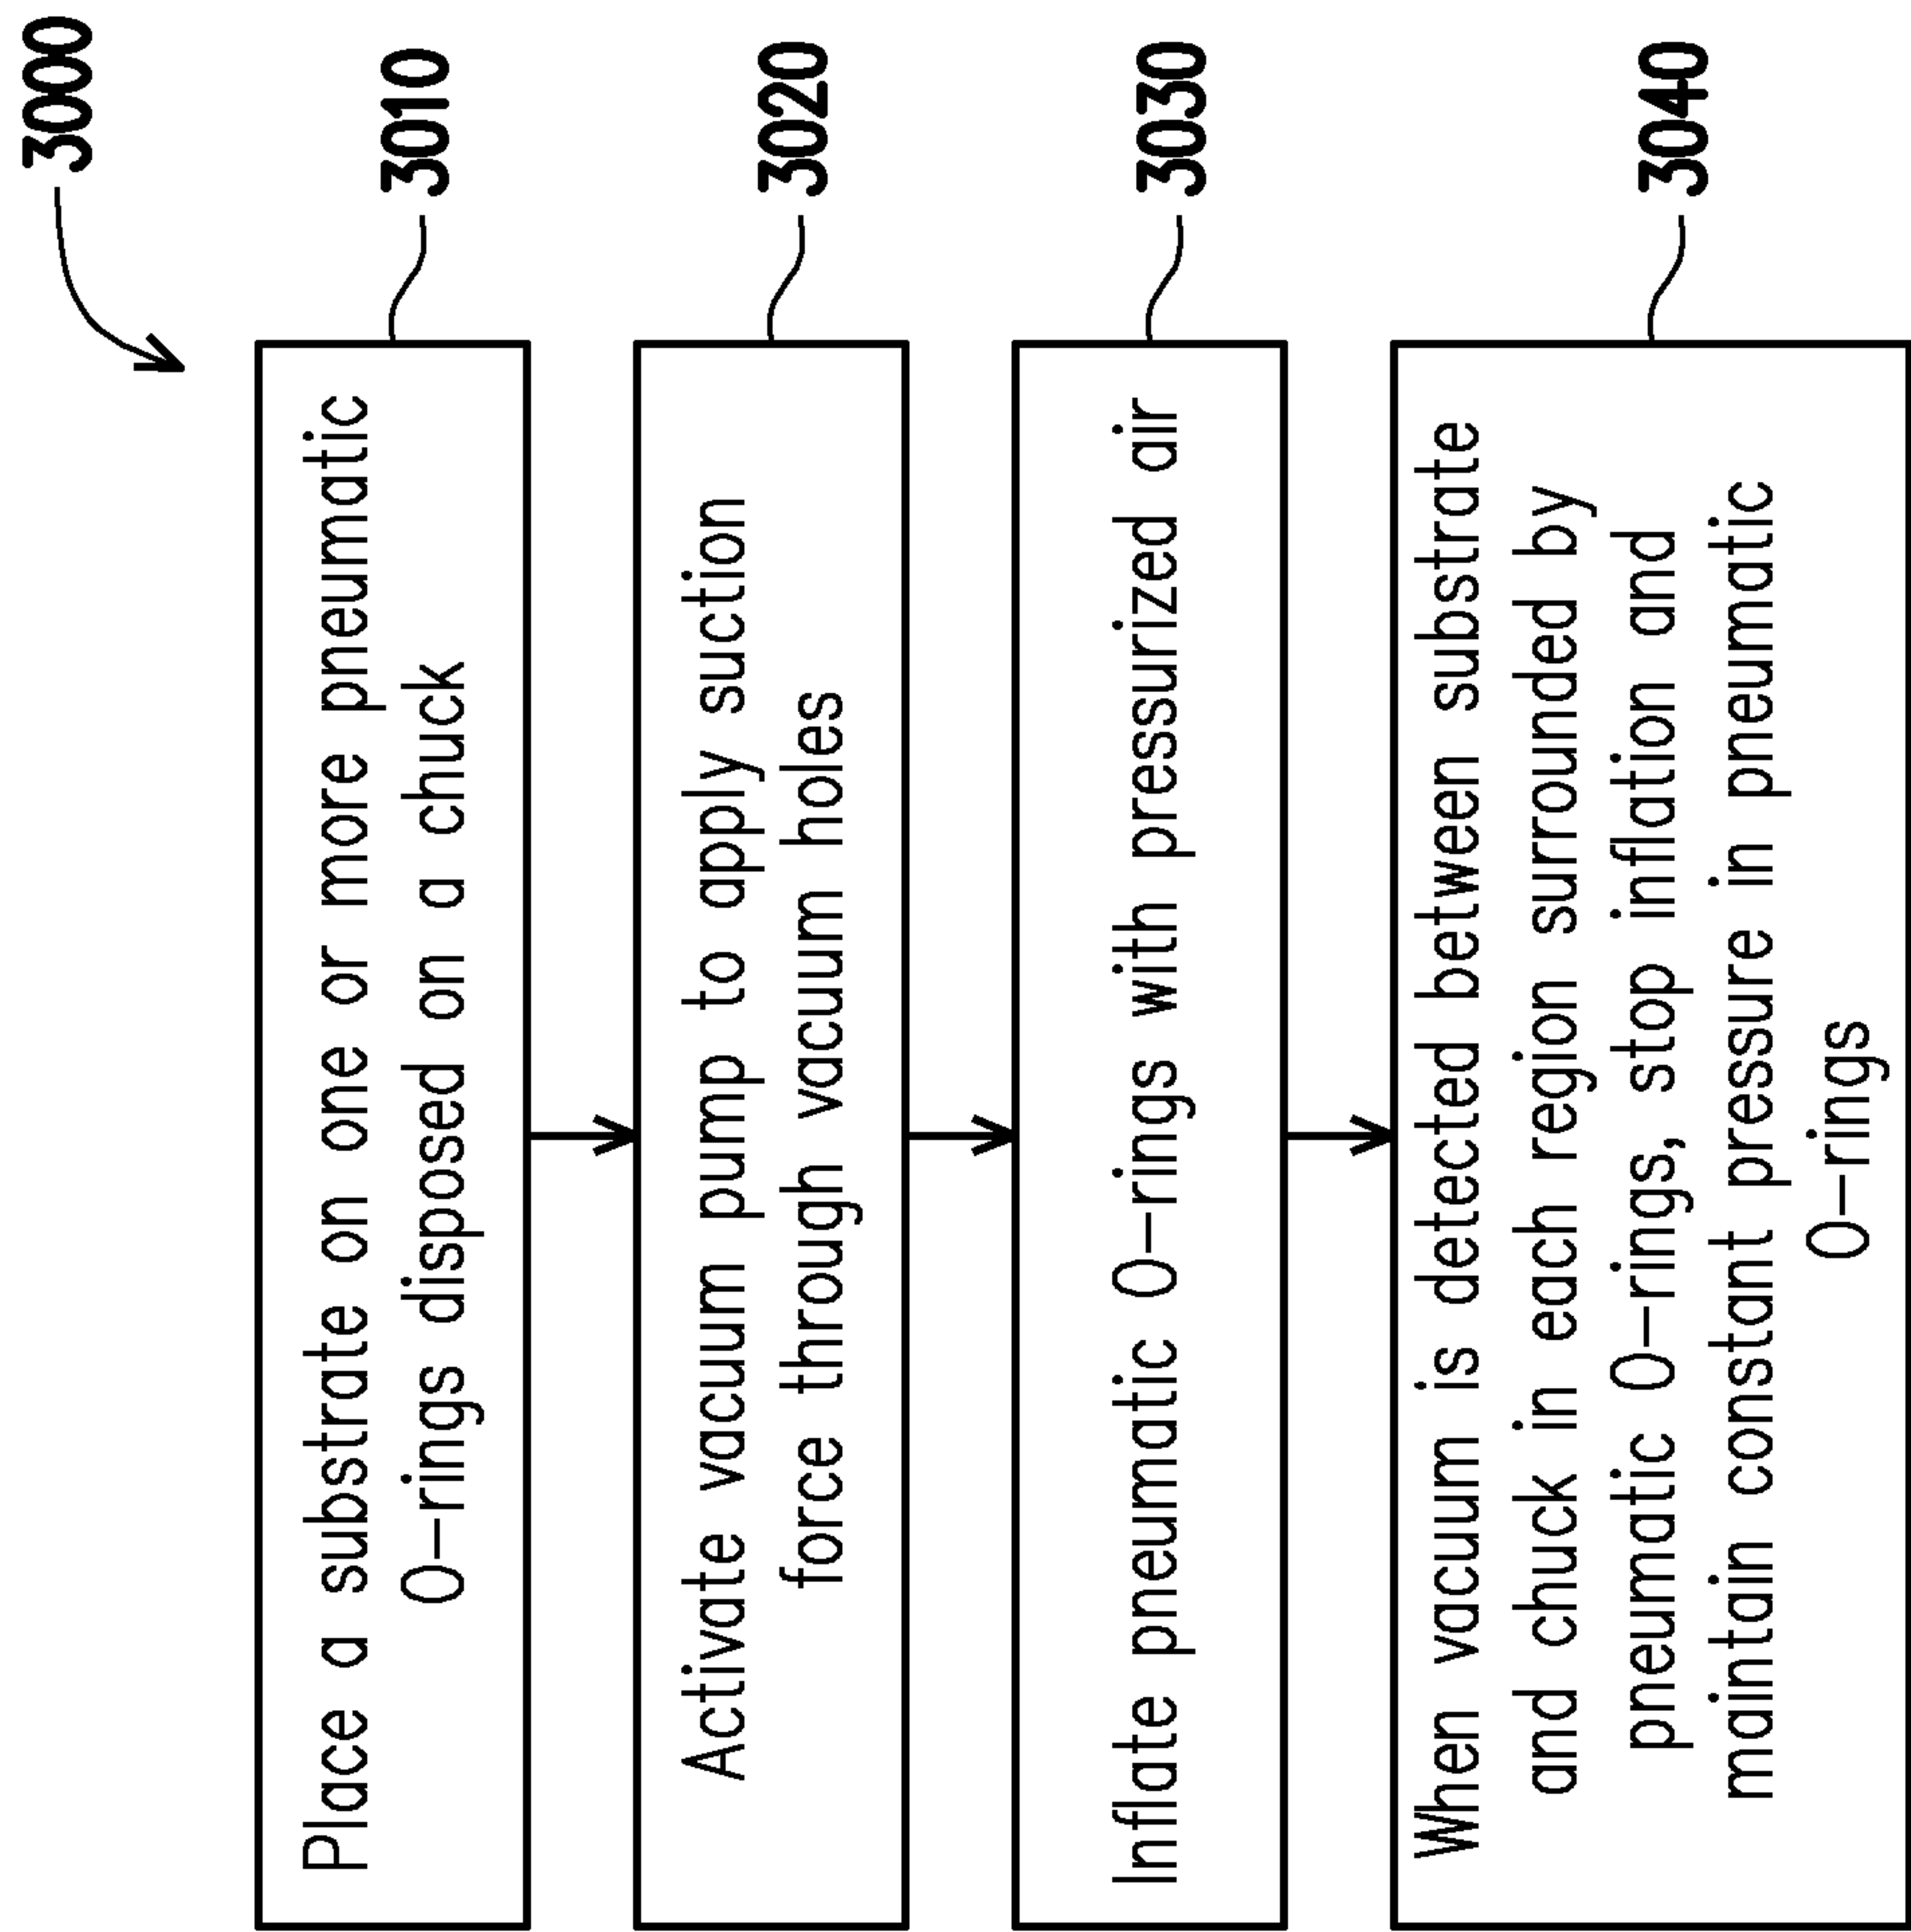 3000
Place a substrate on one or more pneumatic
O-rings disposed on a chuck
3010
Activate vacuum pump to apply suction
force through vacuum holes
3020
Inflate pneumatic O-rings with pressurized air
3030
When vacuum is detected between substrate
and chuck in each region surrounded by
pneumatic O-rings, stop inflation and
maintain constant pressure in pneumatic
O-rings
3040